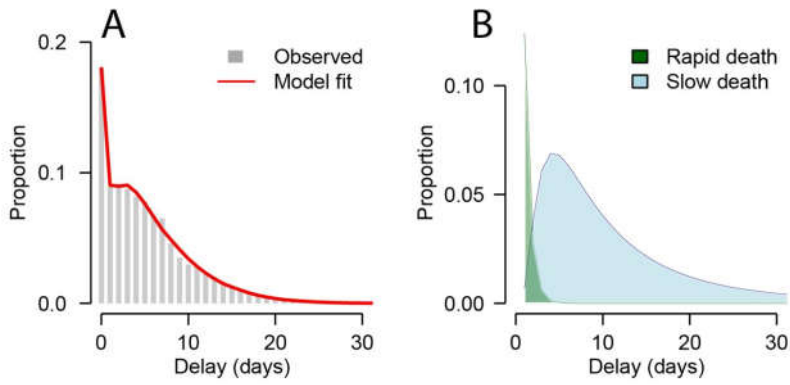 A
0.2
0.1
0.0
Proportion
Observed
Model fit
0
10
20
30
Delay (days)
B
0.10
0.05
0.00
Proportion
Rapid death
Slow death
0
10
20
30
Delay (days)